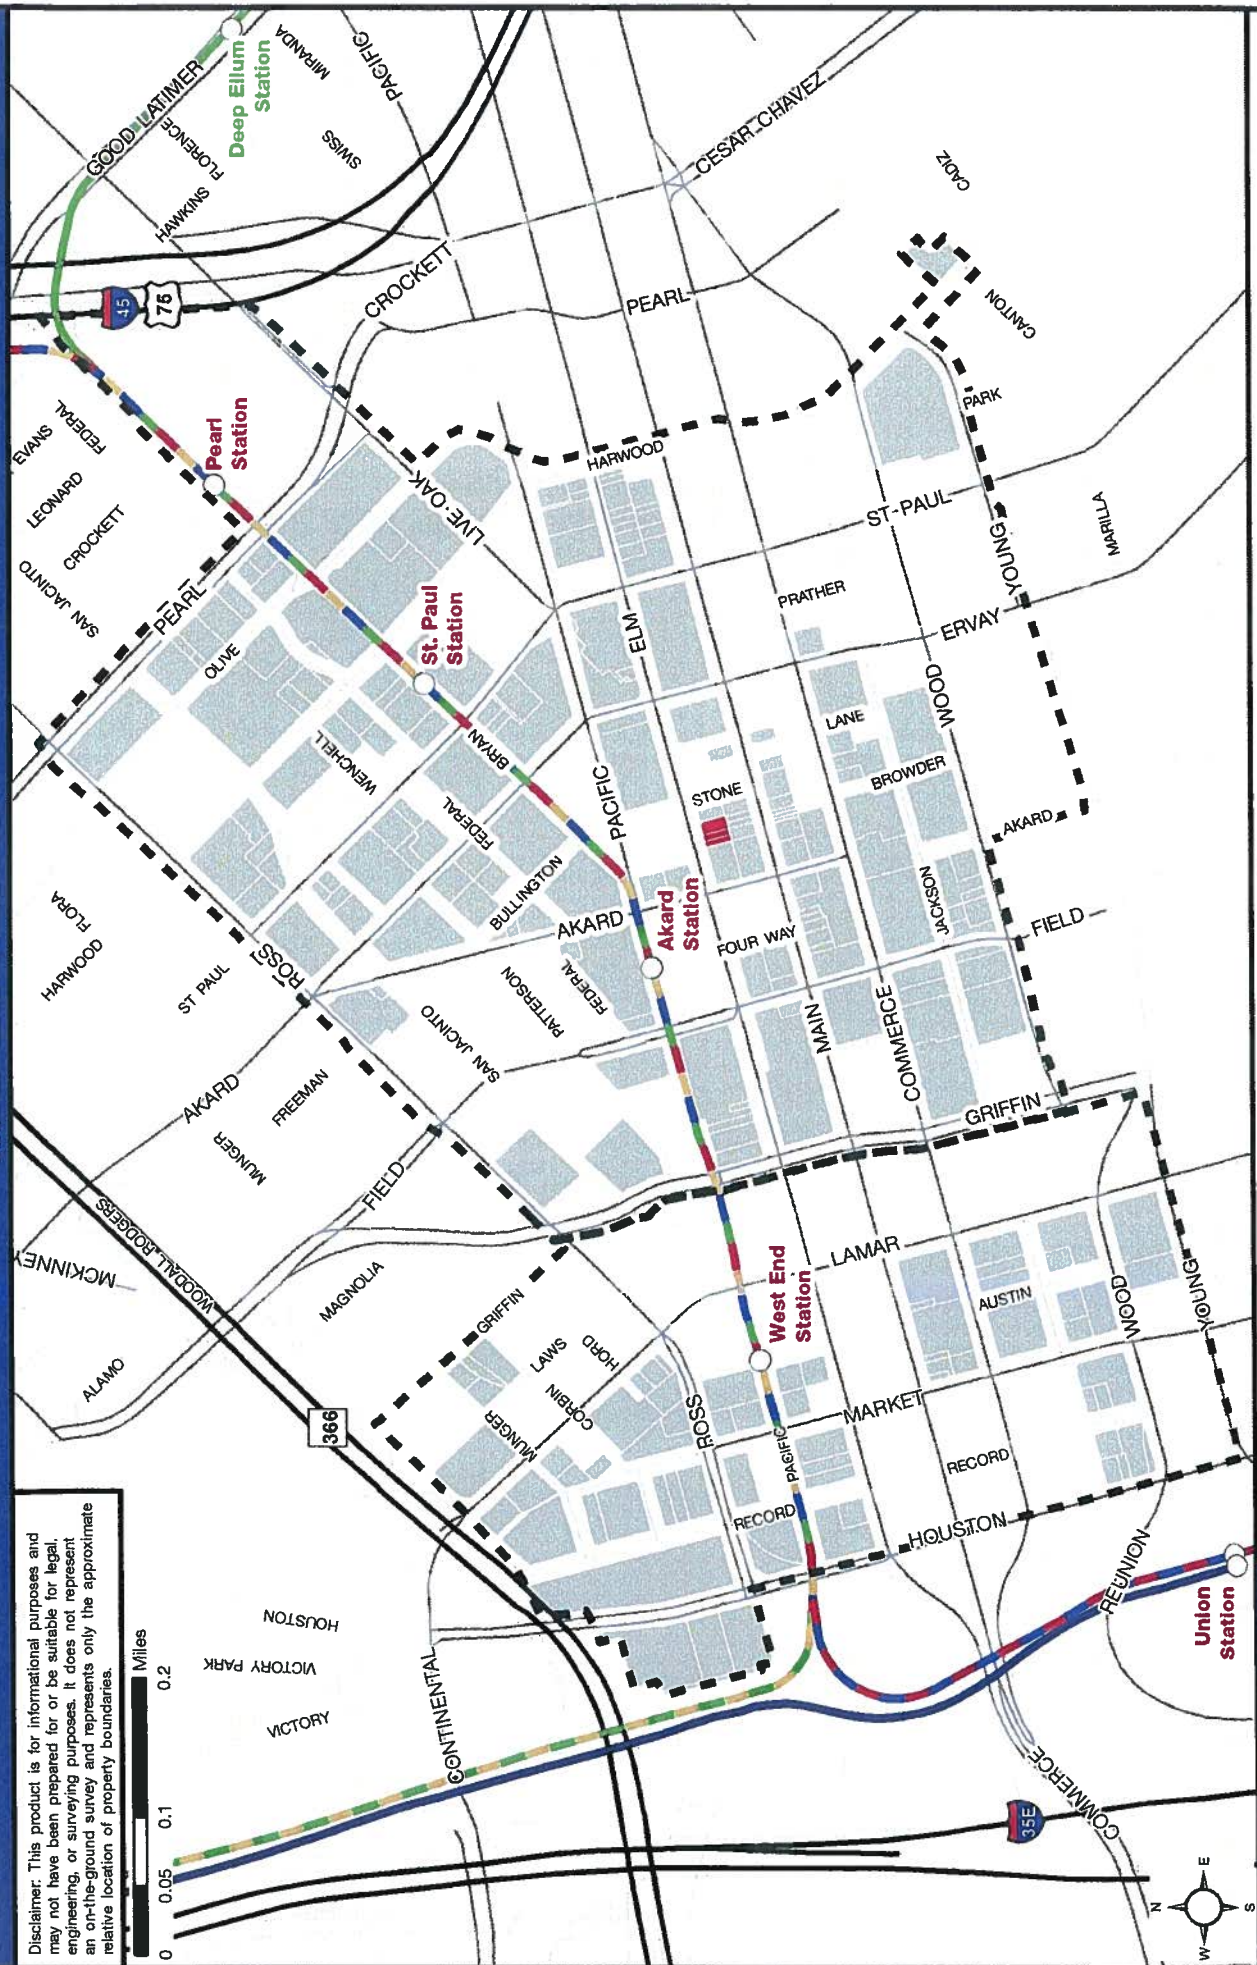 Disclaimer: This product is for informational purposes and
may not have been prepared for or be suitable for legal,
engineering, or surveying purposes. It does not represent
an on-the-ground survey and represents only the approximate
relative location of property boundaries.
Miles
0
0.05
0.1
0.2
GOOD LATIMER
Deep Ellum
Station
MIRANDA
PACIFIC
FLORENCE
SWISS
HAWKINS
CESAR CHAVEZ
CADIZ
45
75
CROCKETT
PEARL
CANTON
EVANS
FEDERAL
LEONARD
CROCKETT
SAN JACINTO
Pearl
Station
PEARL
LIVE OAK
HARWOOD
PARK
ST PAUL
MARILLA
YOUNG
OLIVE
St. Paul
Station
ELM
PRATHER
ERVAY
WENCHELL
BRYAN
LANE
WOOD
BROWDER
FEDERAL
PACIFIC
STONE
AKARD
FLORA
HARWOOD
ST PAUL
ROSS
BULLINGTON
AKARD
Akard
Station
FOUR WAY
JACKSON
FIELD
PATTERSON
FEDERAL
SAN JACINTO
MAIN
COMMERCE
AKARD
FREEMAN
MUNGER
FIELD
GRIFFIN
MCKINNEY
WOODALL RODGERS
MAGNOLIA
ALAMO
GRIFFIN
LAWS
HORD
CORBIN
MUNGER
West End
Station
LAMAR
AUSTIN
WOOD
YOUNG
366
ROSS
MARKET
PACIFIC
RECORD
RECORD
HOUSTON
REUNION
Union
Station
HOUSTON
VICTORY PARK
VICTORY
CONTINENTAL
COMMERCE
35E
N
E
S
W